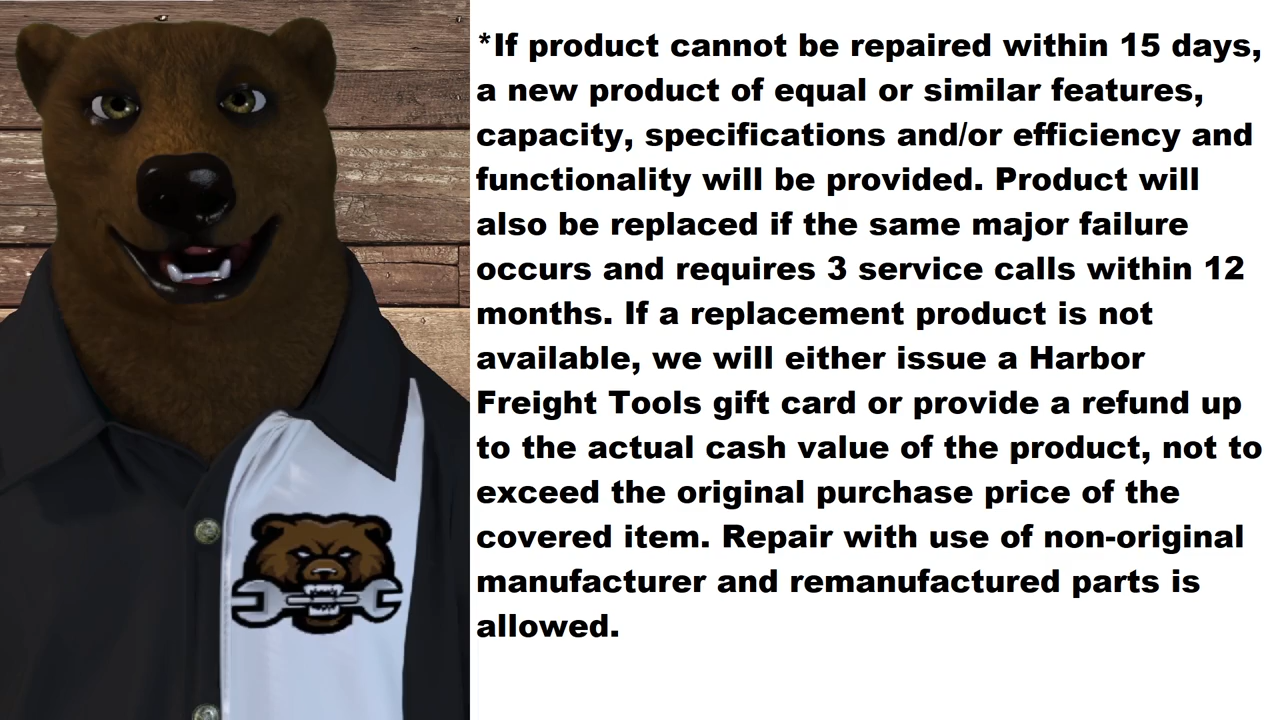 *If product cannot be repaired within 15 days,
a new product of equal or similar features,
capacity, specifications and/or efficiency and
functionality will be provided. Product will
also be replaced if the same major failure
occurs and requires 3 service calls within 12
months. If a replacement product is not
available, we will either issue a Harbor
Freight Tools gift card or provide a refund up
to the actual cash value of the product, not to
exceed the original purchase price of the
covered item. Repair with use of non-original
manufacturer and remanufactured parts is
allowed.